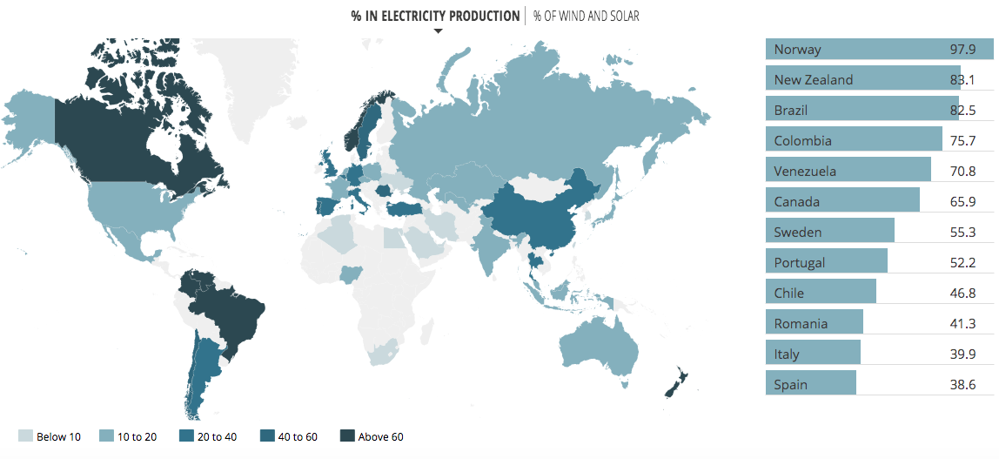 % IN ELECTRICITY PRODUCTION | % OF WIND AND SOLAR
Norway 97.9
New Zealand 83.1
Brazil 82.5
Colombia 75.7
Venezuela 70.8
Canada 65.9
Sweden 55.3
Portugal 52.2
Chile 46.8
Romania 41.3
Italy 39.9
Spain 38.6
Below 10 10 to 20 20 to 40 40 to 60 Above 60